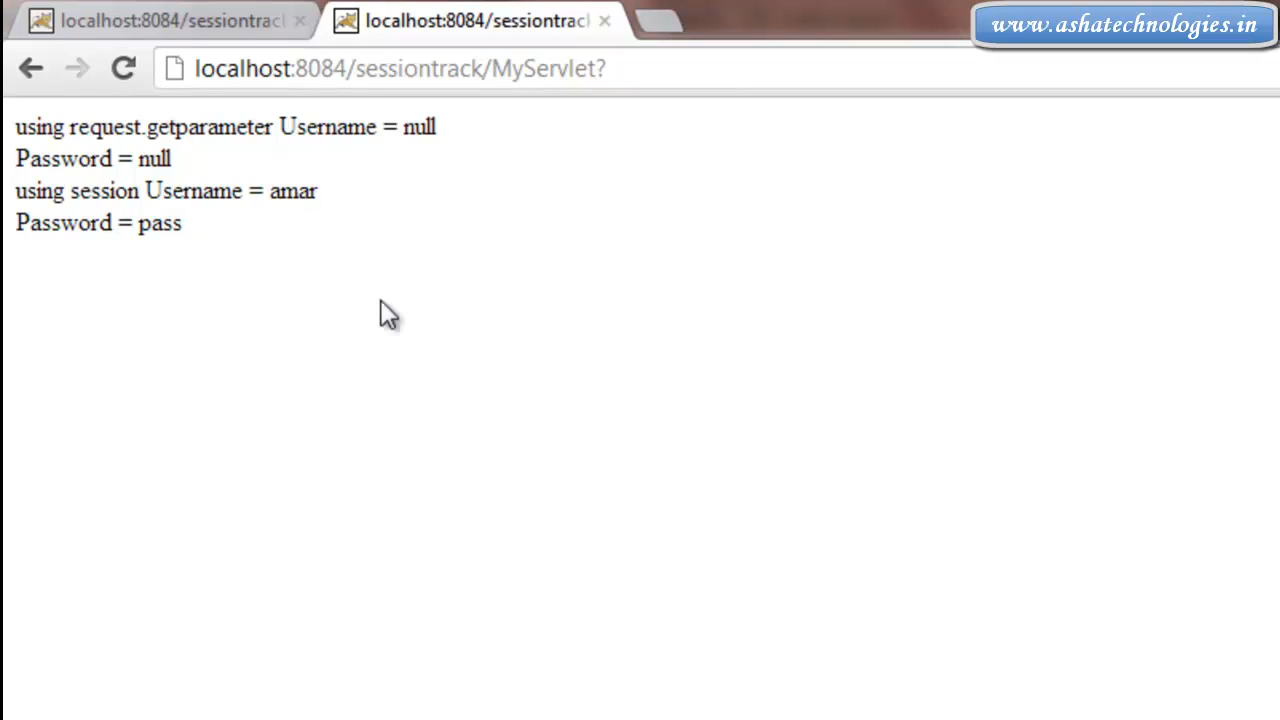 localhost:8084/sessiontrack
localhost:8084/sessiontrack
www.ashatechnologies.in
localhost:8084/sessiontrack/MyServlet?
using request.getparameter Username = null
Password = null
using session Username = amar
Password = pass